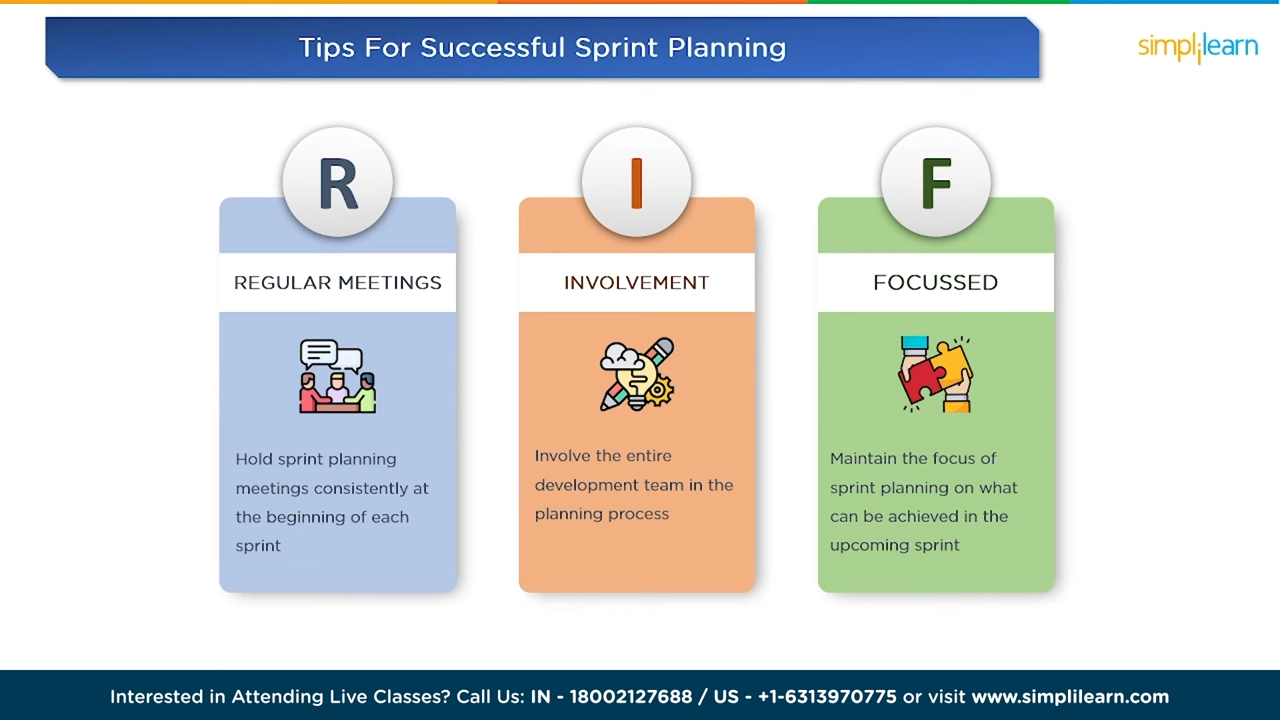 Tips For Successful Sprint Planning
simplilearn
R
REGULAR MEETINGS
Hold sprint planning
meetings consistently at
the beginning of each
sprint
I
INVOLVEMENT
Involve the entire
development team in the
planning process
F
FOCUSSED
Maintain the focus of
sprint planning on what
can be achieved in the
upcoming sprint
Interested in Attending Live Classes? Call Us: IN - 18002127688 / US - +1-6313970775 or visit www.simplilearn.com